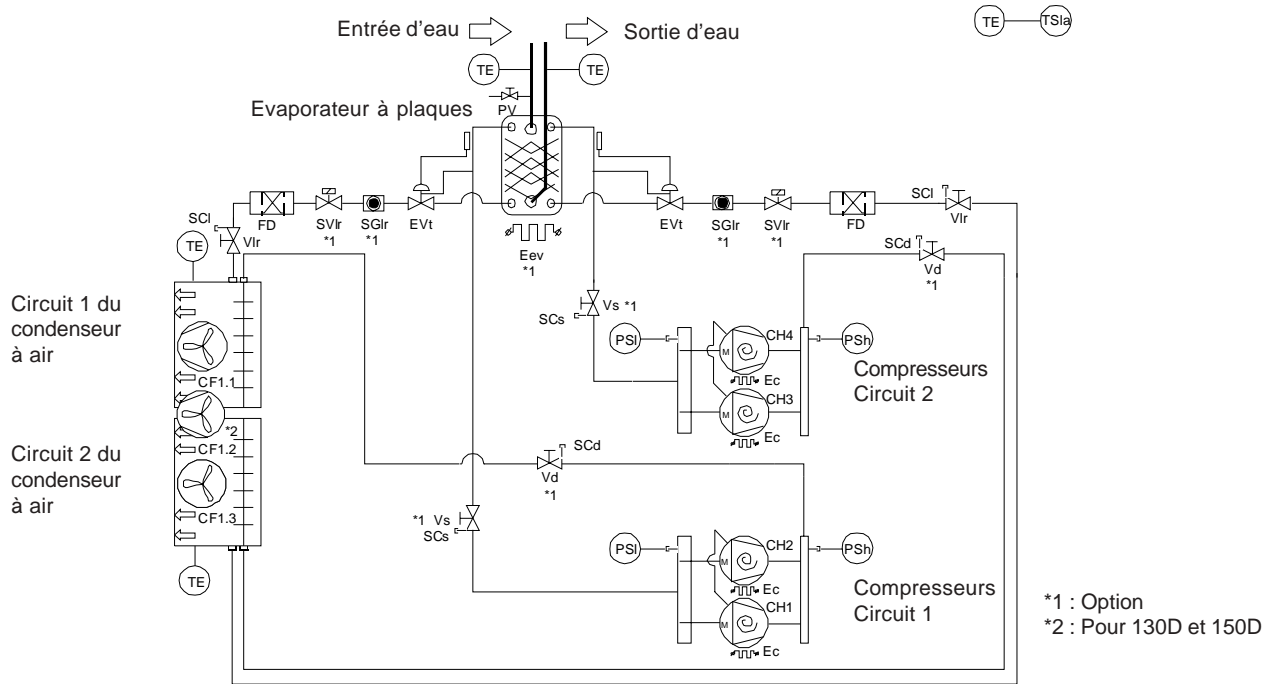 Entrée d'eau
Sortie d'eau
TE
TSla
TE
TE
PV
Evaporateur à plaques
SCl
Vlr
FD
SVlr
*1
SGlr
*1
EVt
EVt
SGlr
*1
SVlr
*1
FD
SCl
Vlr
TE
Eev
*1
SCd
Vd
*1
Vs *1
SCs
Circuit 1 du
condenseur
à air
CF1.1
*2
CF1.2
Circuit 2 du
condenseur
à air
CF1.3
TE
PSl
M
CH4
Ec
M
CH3
Ec
PSh
Compresseurs
Circuit 2
SCd
Vd
*1
*1 Vs
SCs
PSl
M
CH2
Ec
M
CH1
Ec
PSh
Compresseurs
Circuit 1
*1 : Option
*2 : Pour 130D et 150D